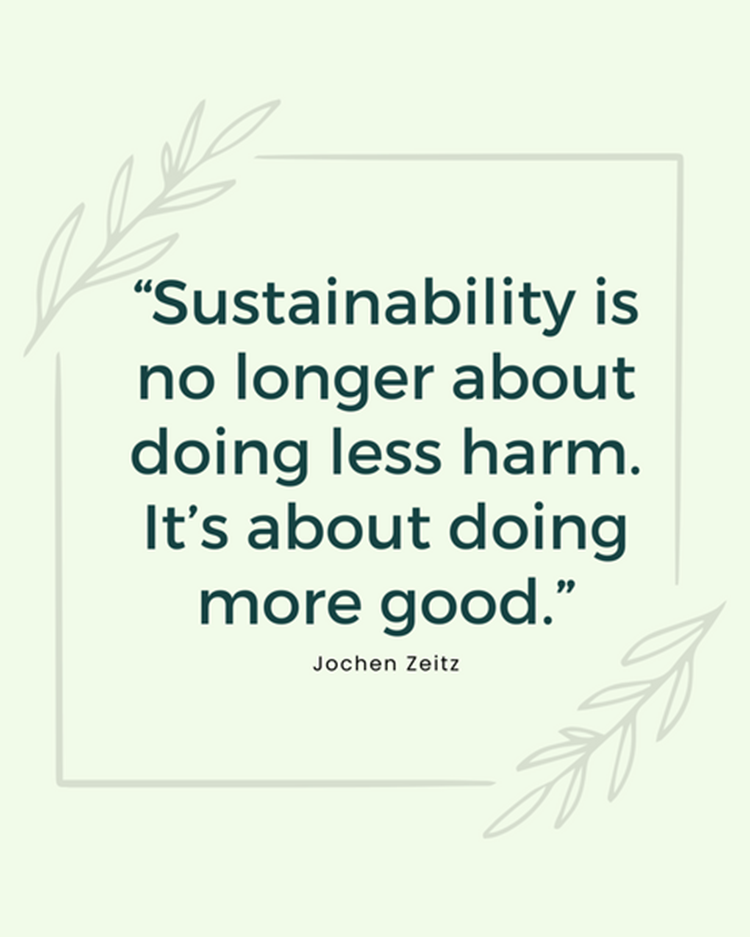 “Sustainability is
no longer about
doing less harm.
It’s about doing
more good.”
Jochen Zeitz